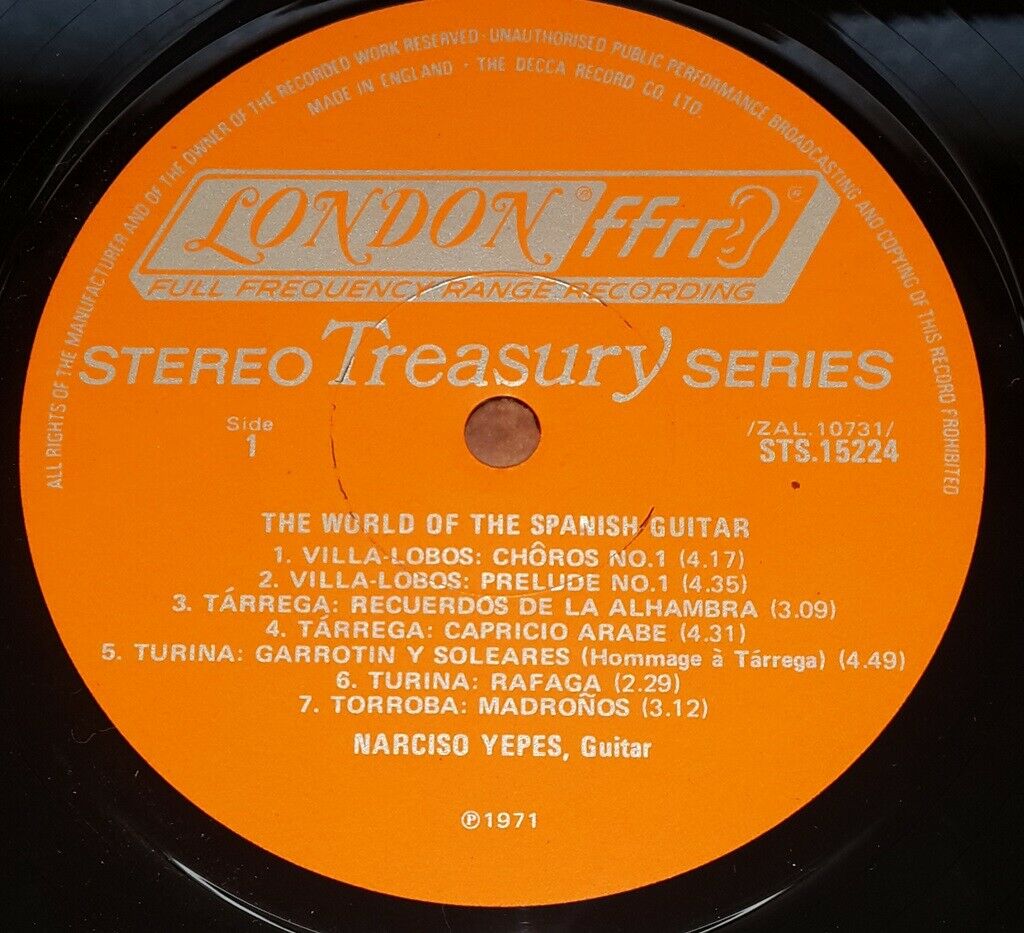 ALL RIGHTS OF THE MANUFACTURER AND OF THE OWNER OF THE RECORDED WORK RESERVED · UNAUTHORISED PUBLIC PERFORMANCE BROADCASTING AND COPYING OF THIS RECORD PROHIBITED
MADE IN ENGLAND · THE DECCA RECORD CO. LTD.
LONDON ffrr
FULL FREQUENCY RANGE RECORDING
STEREO Treasury SERIES
Side
1
/ZAL.10731/
STS.15224
THE WORLD OF THE SPANISH GUITAR
1. VILLA-LOBOS: CHÔROS NO.1 (4.17)
2. VILLA-LOBOS: PRELUDE NO.1 (4.35)
3. TÁRREGA: RECUERDOS DE LA ALHAMBRA (3.09)
4. TÁRREGA: CAPRICIO ARABE (4.31)
5. TURINA: GARROTIN Y SOLEARES (Hommage à Tárrega) (4.49)
6. TURINA: RAFAGA (2.29)
7. TORROBA: MADROÑOS (3.12)
NARCISO YEPES, Guitar
℗1971